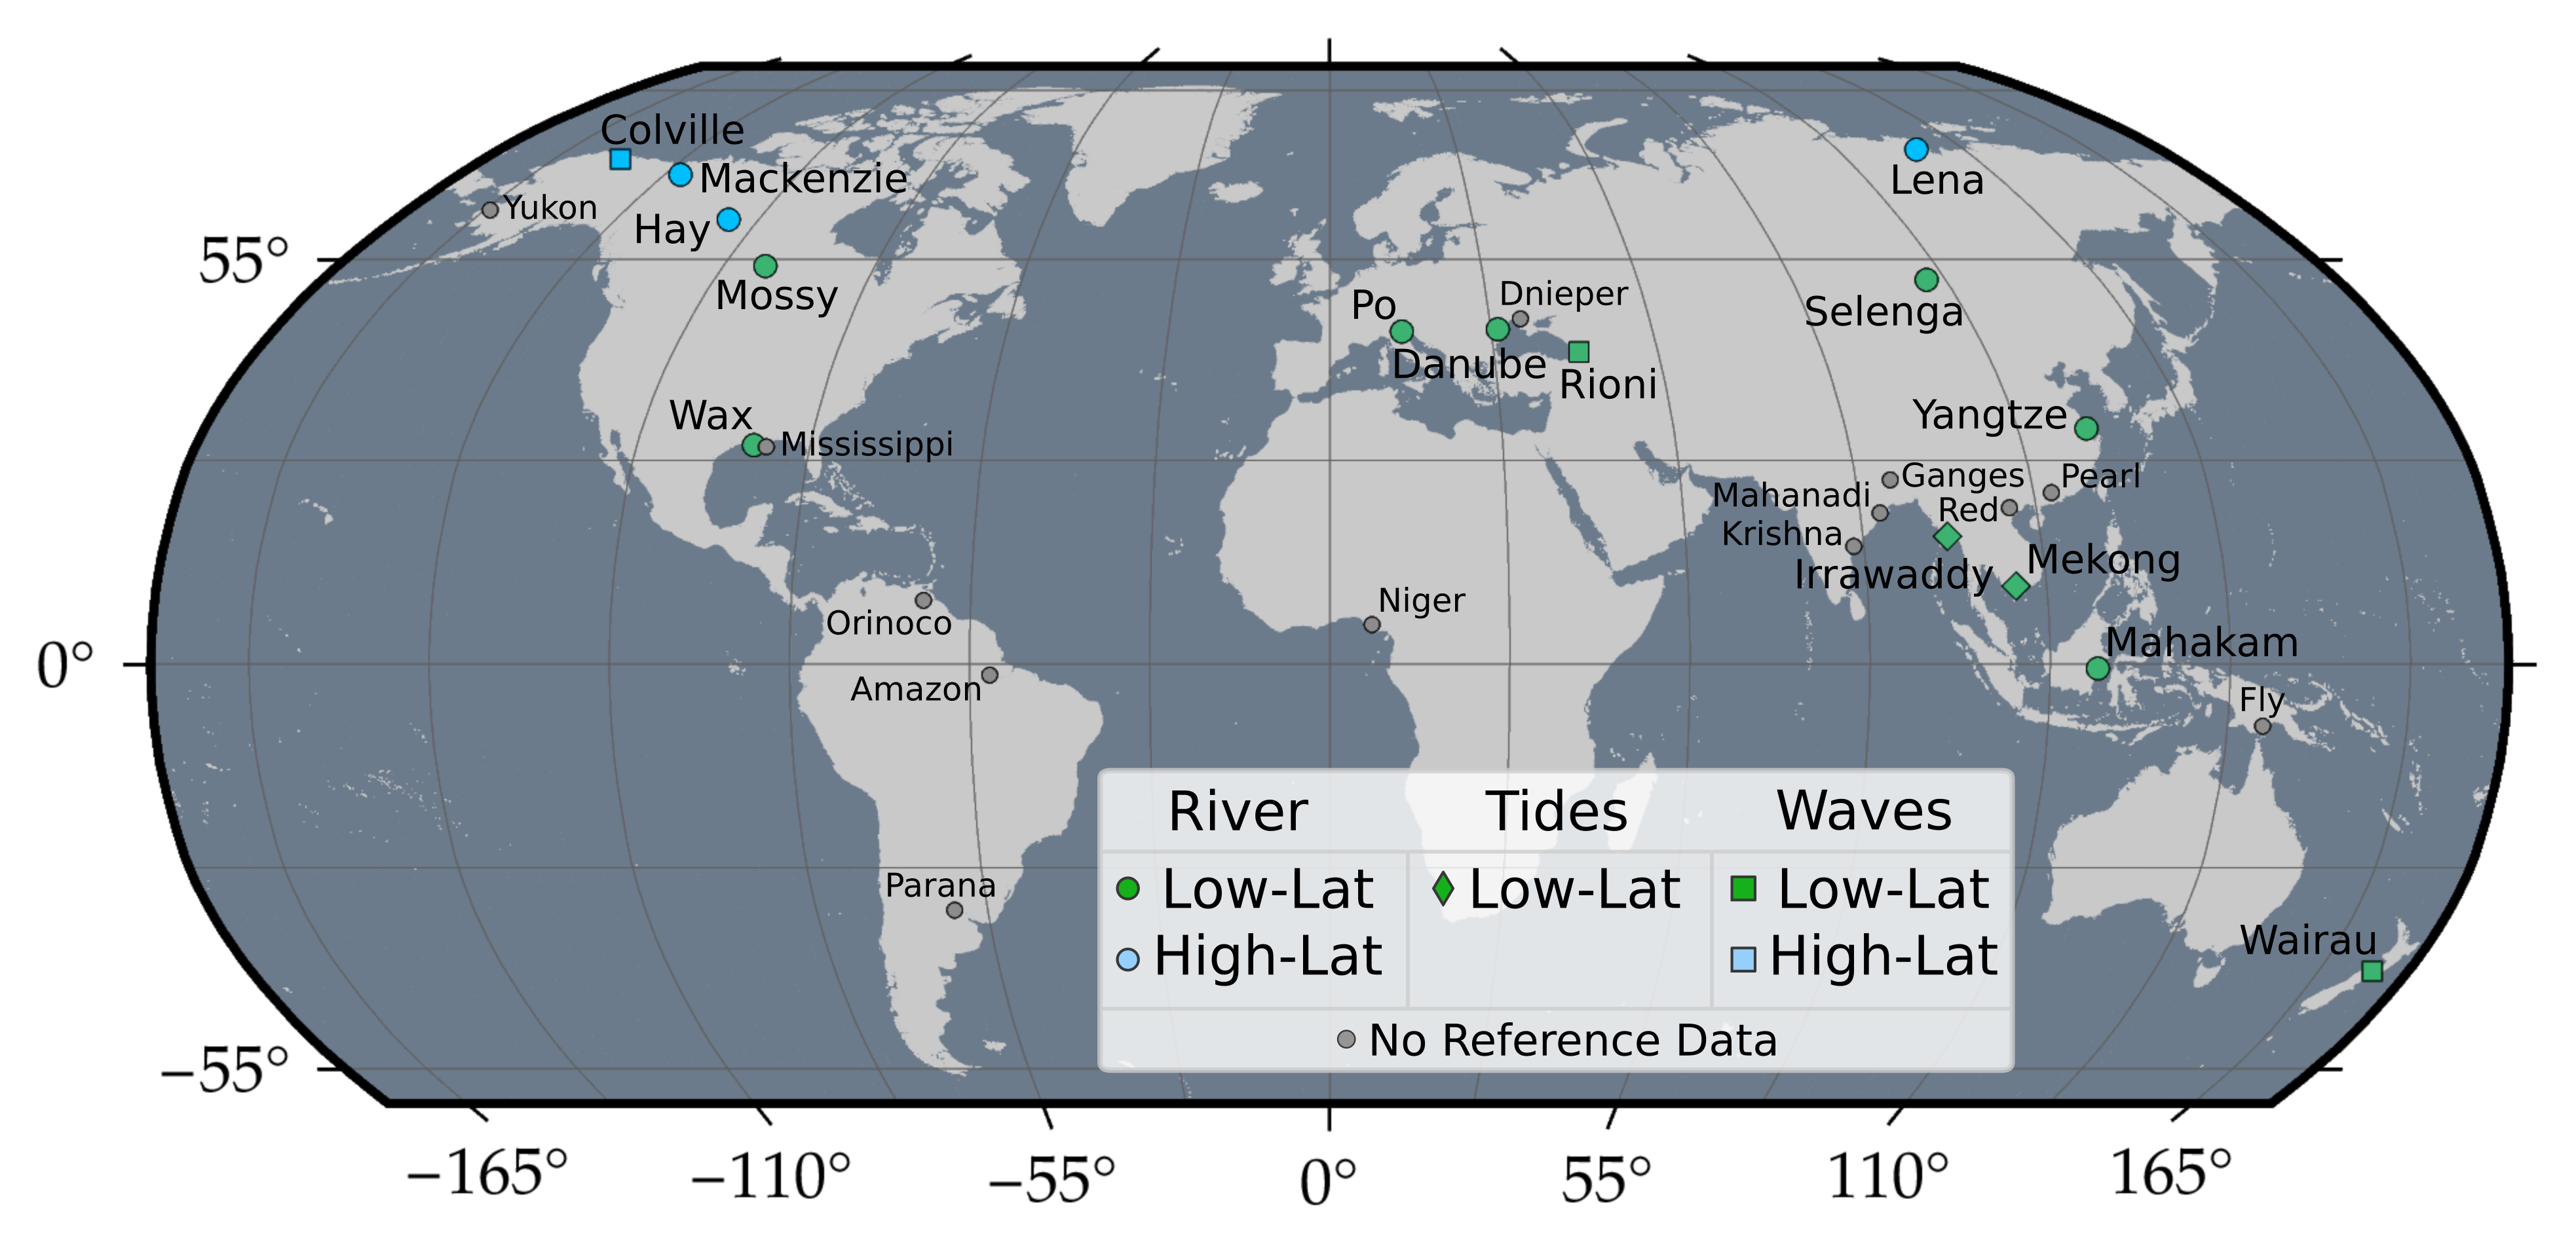 Colville
Mackenzie
Lena
Yukon
Hay
55°
Mossy
Selenga
Po
Dnieper
Danube
Rioni
Wax
Mississippi
Yangtze
Ganges
Pearl
Mahanadi
Red
Krishna
Irrawaddy
Mekong
Orinoco
Niger
0°
Mahakam
Amazon
Fly
River Tides Waves
Low-Lat Low-Lat Low-Lat
High-Lat High-Lat
No Reference Data
Parana
Wairau
−55°
−165° −110° −55° 0° 55° 110° 165°